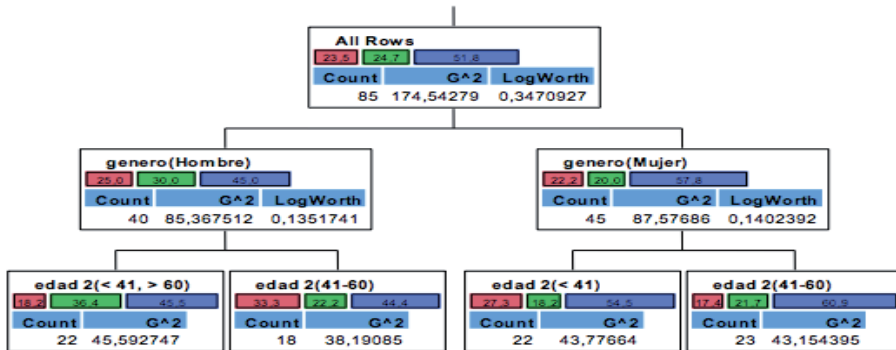 All Rows
23,5 24,7 51,8
Count G^2 LogWorth
85 174,54279 0,3470927
genero(Hombre)
25,0 30,0 45,0
Count G^2 LogWorth
40 85,367512 0,1351741
genero(Mujer)
22,2 20,0 57,8
Count G^2 LogWorth
45 87,57686 0,1402392
edad 2(< 41, > 60)
18,2 36,4 45,5
Count G^2
22 45,592747
edad 2(41-60)
33,3 22,2 44,4
Count G^2
18 38,19085
edad 2(< 41)
27,3 18,2 54,5
Count G^2
22 43,77664
edad 2(41-60)
17,4 21,7 60,9
Count G^2
23 43,154395